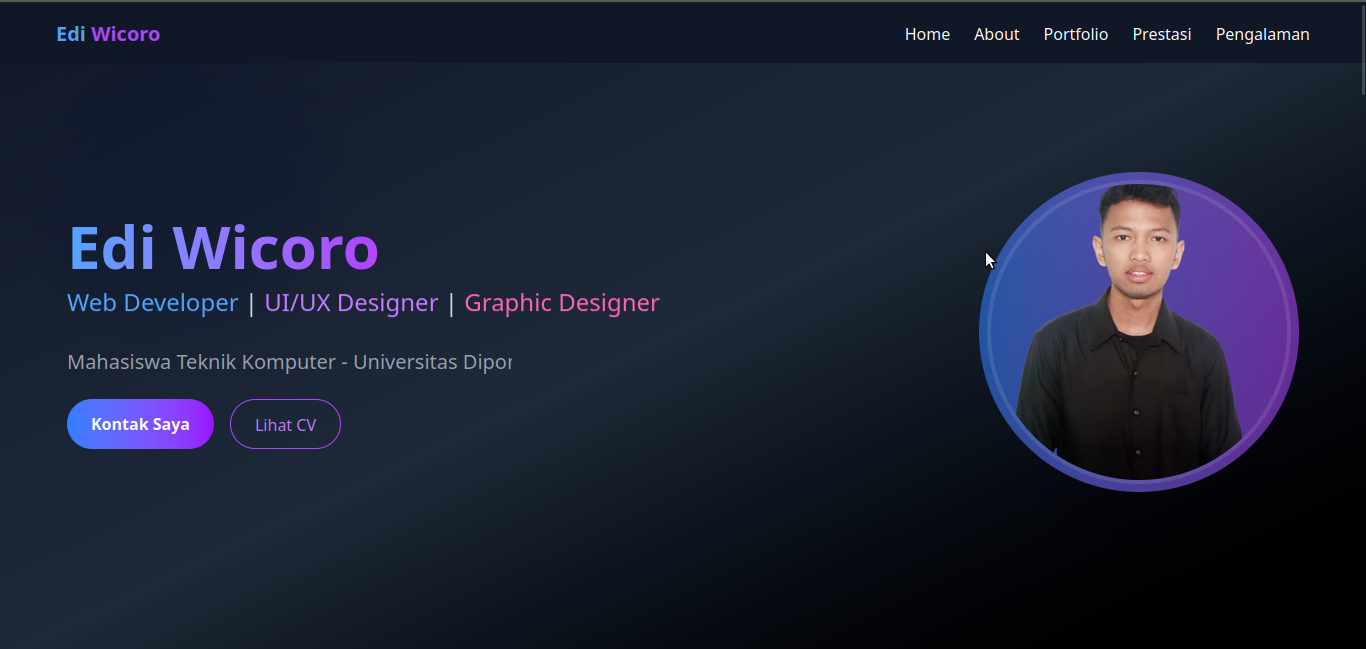 Edi Wicoro
Home About Portfolio Prestasi Pengalaman
Edi Wicoro
Web Developer | UI/UX Designer | Graphic Designer
Mahasiswa Teknik Komputer - Universitas Dipor
Kontak Saya
Lihat CV